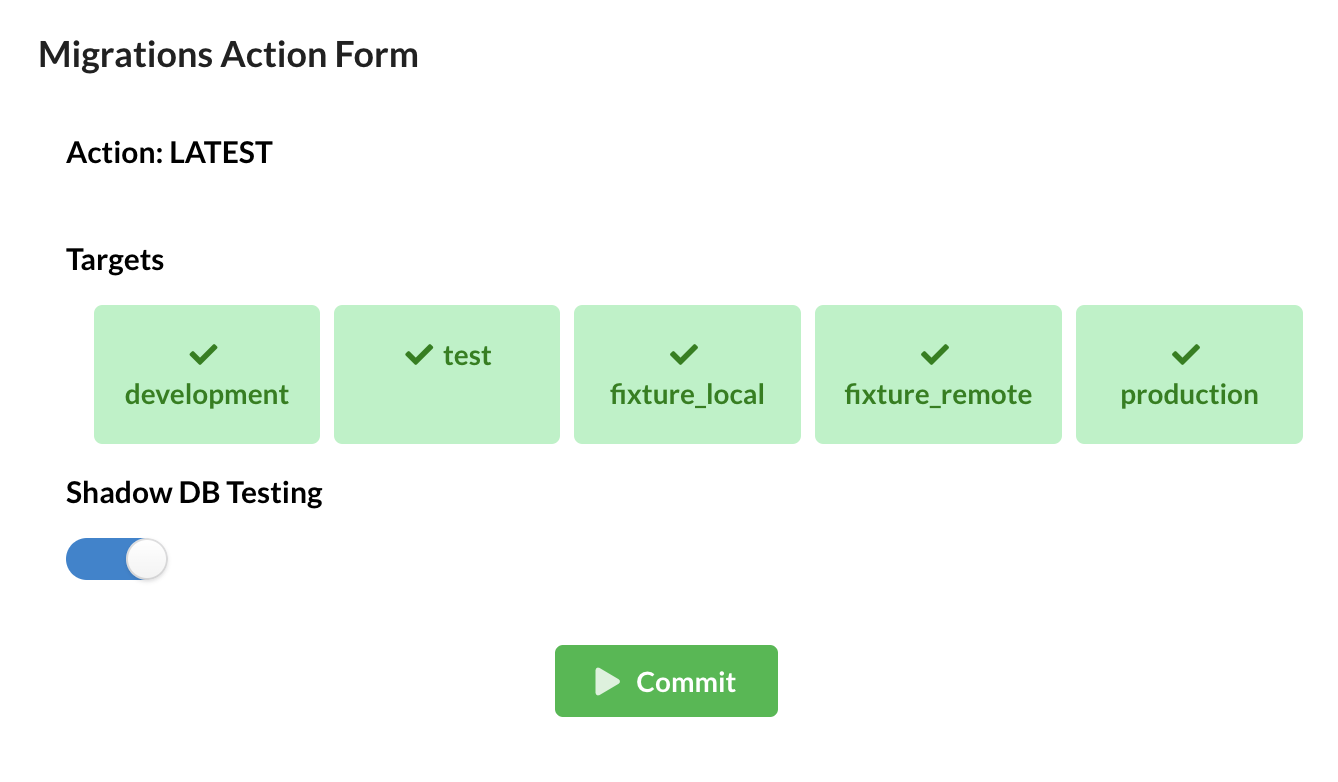 Migrations Action Form
Action: LATEST
Targets
development
test
fixture_local
fixture_remote
production
Shadow DB Testing
Commit